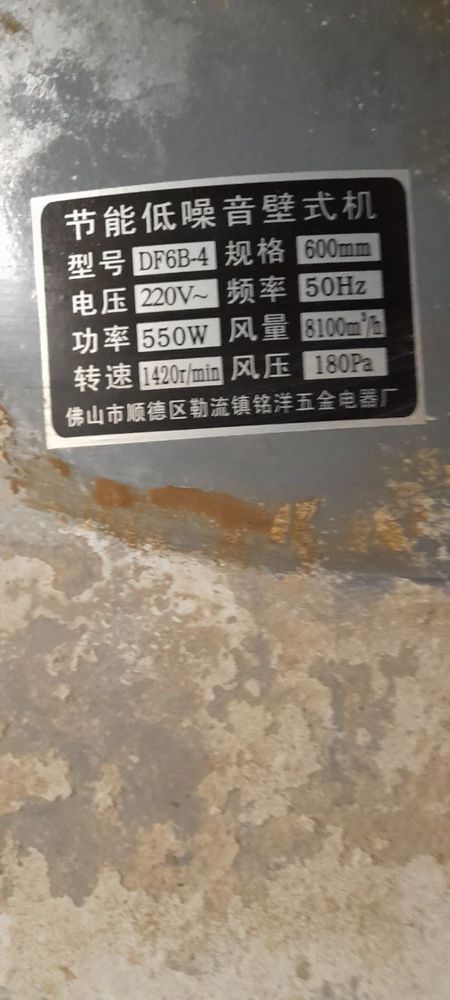 节能低噪音壁式机
型号 DF6B-4 规格 600mm
电压 220V~ 频率 50Hz
功率 550W 风量 8100m³/h
转速 1420r/min 风压 180Pa
佛山市顺德区勒流镇铭洋五金电器厂